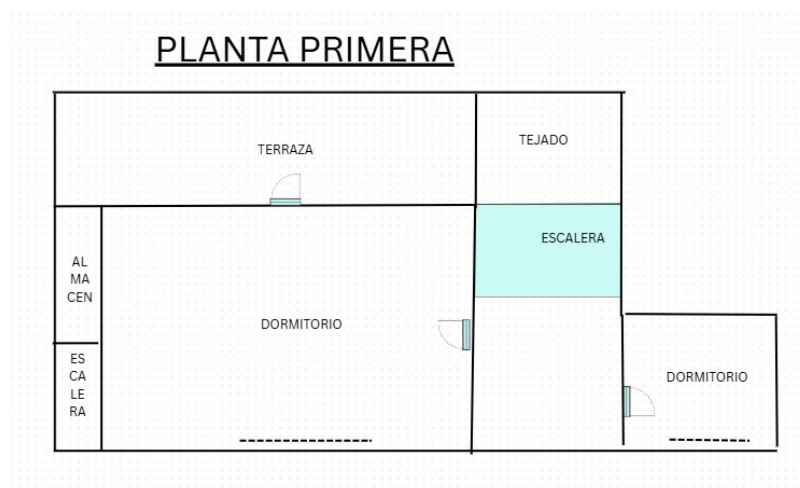 PLANTA PRIMERA
TERRAZA
TEJADO
ESCALERA
AL
MA
CEN
DORMITORIO
ES
CA
LE
RA
DORMITORIO